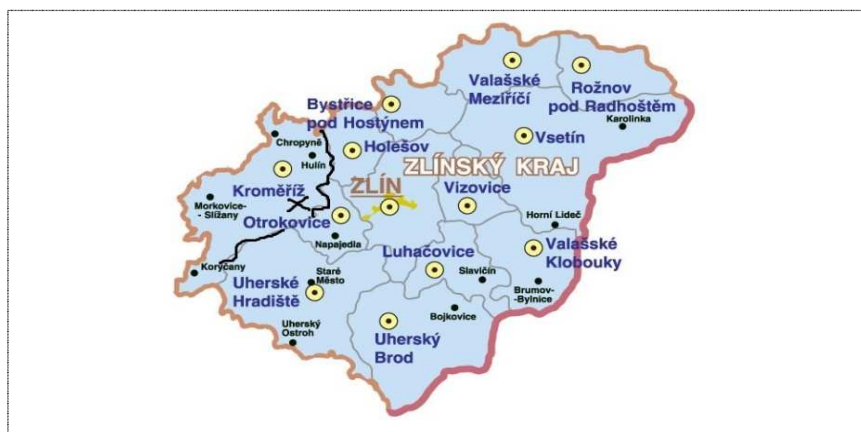 Valašské
Meziříčí
Rožnov
pod Radhoštěm
Karolinka
Bystřice
pod Hostýnem
Vsetín
Chropyně
Holešov
Hulín
ZLÍNSKÝ KRAJ
Kroměříž
ZLÍN
Vizovice
Morkovice-
- Slížany
Otrokovice
Napajedla
Horní Lideč
Valašské
Klobouky
Luhačovice
Koryčany
Staré
Město
Slavičín
Uherské
Hradiště
Brumov-
-Bylnice
Bojkovice
Uherský
Ostroh
Uherský
Brod